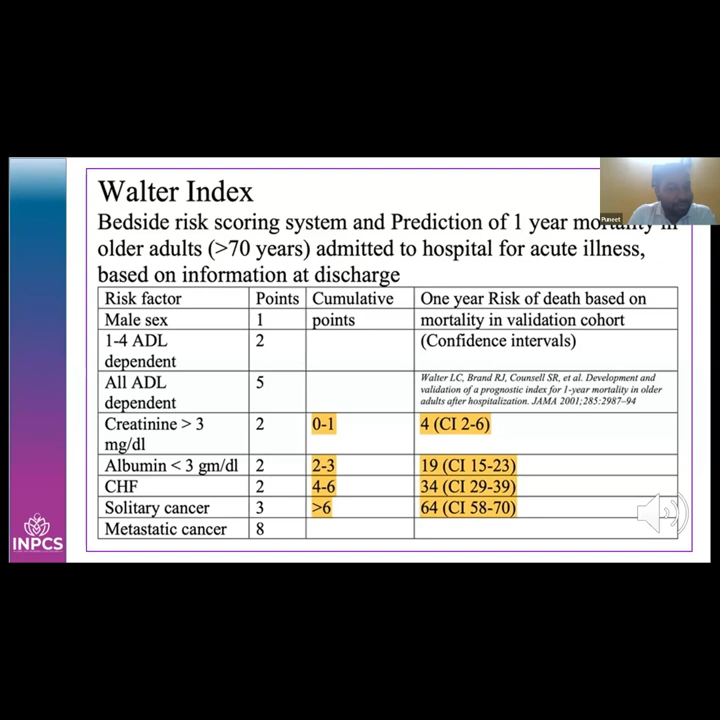 Walter Index
Bedside risk scoring system and Prediction of 1 year mortality in
older adults (>70 years) admitted to hospital for acute illness,
based on information at discharge
Risk factor Points Cumulative One year Risk of death based on
Male sex 1 points mortality in validation cohort
1-4 ADL 2 (Confidence intervals)
dependent
All ADL 5 Walter LC, Brand RJ, Counsell SR, et al. Development and
dependent validation of a prognostic index for 1-year mortality in older
adults after hospitalization. JAMA 2001;285:2987–94
Creatinine > 3 2 0-1 4 (CI 2-6)
mg/dl
Albumin < 3 gm/dl 2 2-3 19 (CI 15-23)
CHF 2 4-6 34 (CI 29-39)
Solitary cancer 3 >6 64 (CI 58-70)
Metastatic cancer 8
Puneet
INPCS